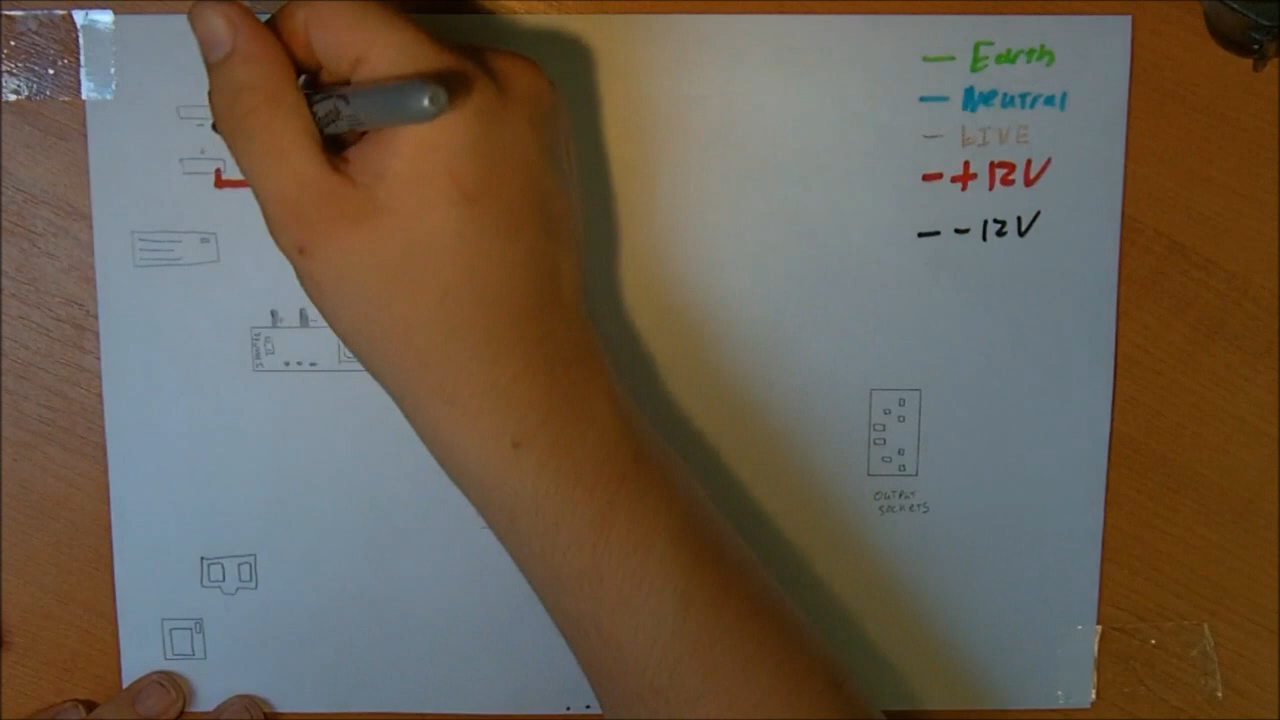 - Earth
- Neutral
- LIVE
- + 12V
- - 12V
OUTPUT
SOCKETS